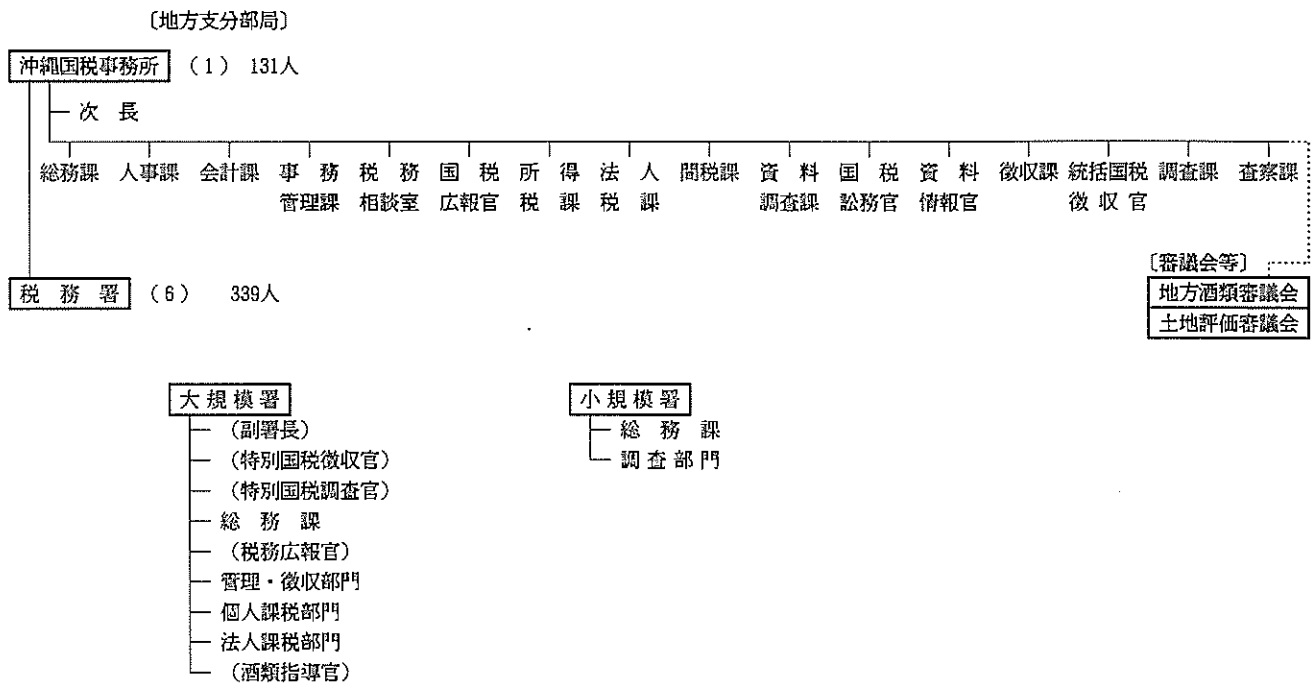 〔地方支分部局〕
沖縄国税事務所 (1) 131人
次 長
総務課 人事課 会計課 事 務 税 務 国 税 所 得 法 人 間税課 資 料 国 税 資 料 徴収課 統括国税 調査課 査察課
管理課 相談室 広報官 税 課 税 課 調査課 訟務官 情報官 徴 収 官
〔審議会等〕
税 務 署 (6) 339人
地方酒類審議会
土地評価審議会
大 規 模 署
(副署長)
(特別国税徴収官)
(特別国税調査官)
総 務 課
(税務広報官)
管理・徴収部門
個人課税部門
法人課税部門
(酒類指導官)
小 規 模 署
総 務 課
調 査 部 門